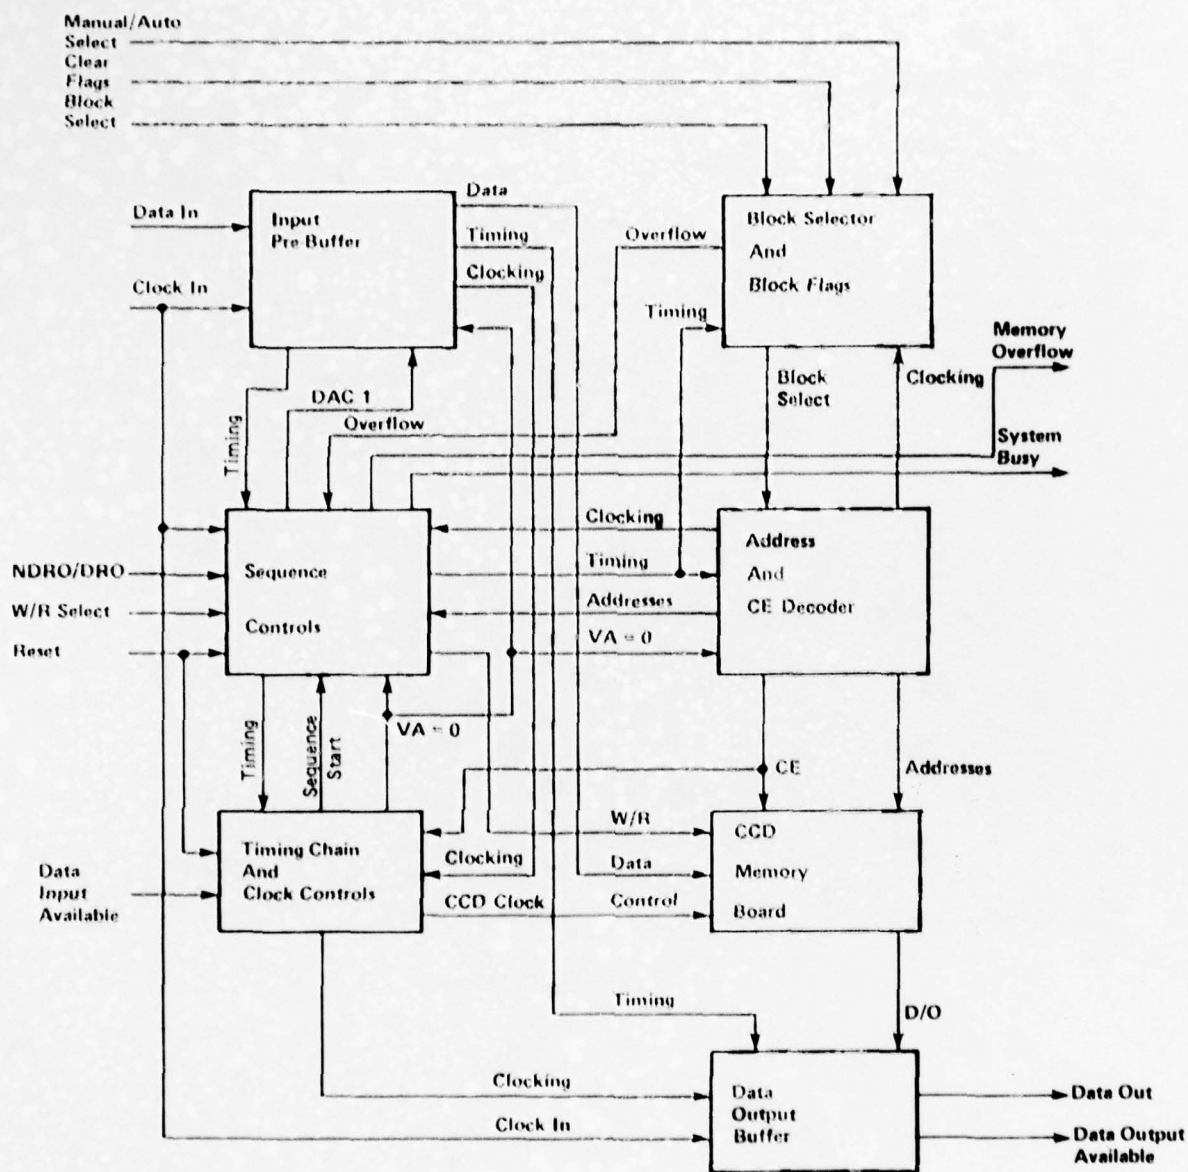 Manual/Auto
Select
Clear
Flags
Block
Select
Data
Data In
Input
Pre-Buffer
Timing
Overflow
Block Selector
And
Block Flags
Clocking
Clock In
Timing
Memory
Overflow
Block
Select
Clocking
DAC 1
Overflow
Timing
System
Busy
Clocking
Address
And
CE Decoder
NDRO/DRO
Sequence
Controls
Timing
W/R Select
Addresses
Reset
VA = 0
Timing
Sequence
Start
VA = 0
CE
Addresses
W/R
CCD
Memory
Board
Timing Chain
And
Clock Controls
Clocking
Data
Data
Input
Available
CCD Clock
Control
Timing
D/O
Clocking
Data
Output
Buffer
Data Out
Clock In
Data Output
Available